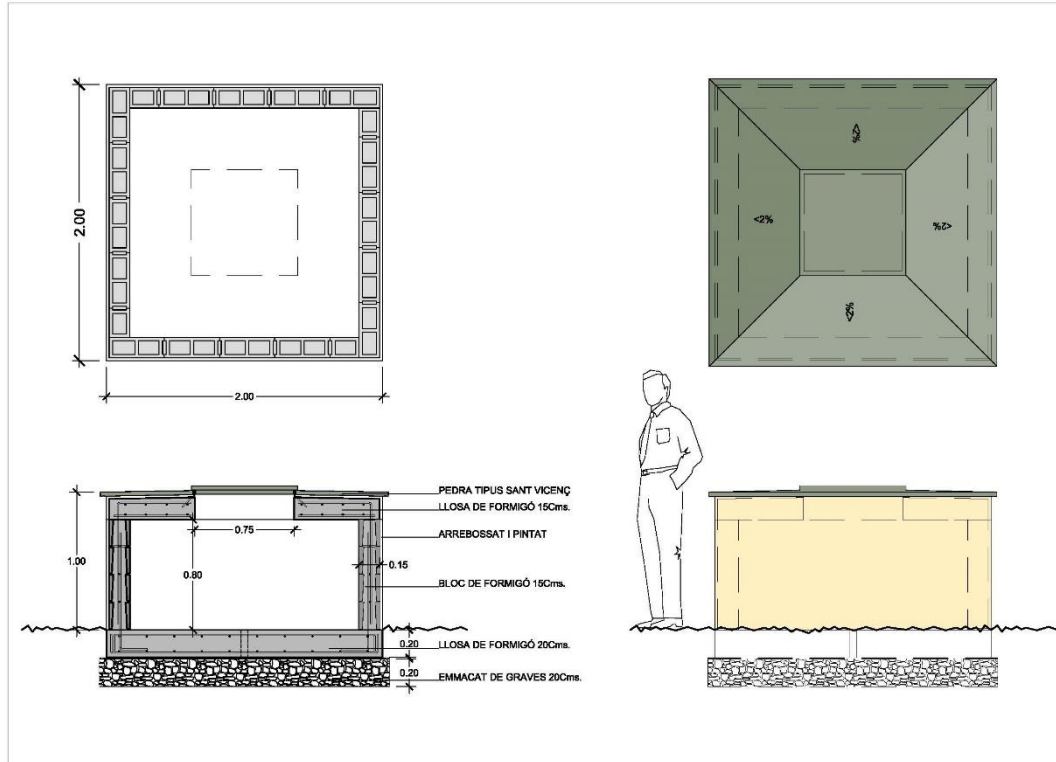 2.00
2.00
<2%
<2%
<2%
<2%
PEDRA TIPUS SANT VICENÇ
LLOSA DE FORMIGÓ 15Cms.
ARREBOSSAT I PINTAT
0.75
1.00
0.80
0.15
BLOC DE FORMIGÓ 15Cms.
0.20
LLOSA DE FORMIGÓ 20Cms.
0.20
EMMACAT DE GRAVES 20Cms.